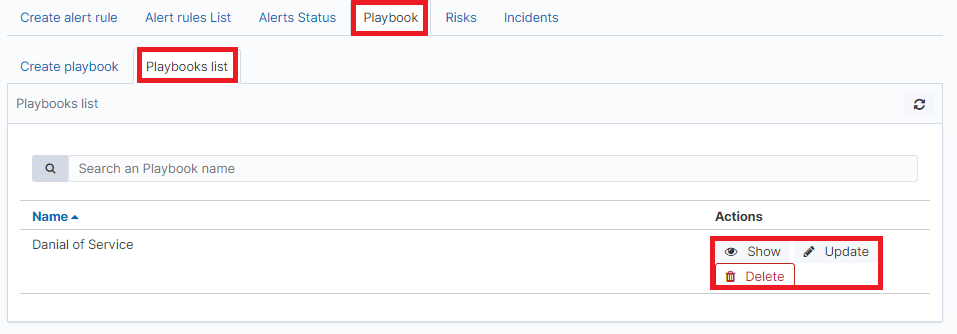 Create alert rule Alert rules List Alerts Status Playbook Risks Incidents
Create playbook Playbooks list
Playbooks list
Search an Playbook name
Name Actions
Danial of Service Show Update
Delete